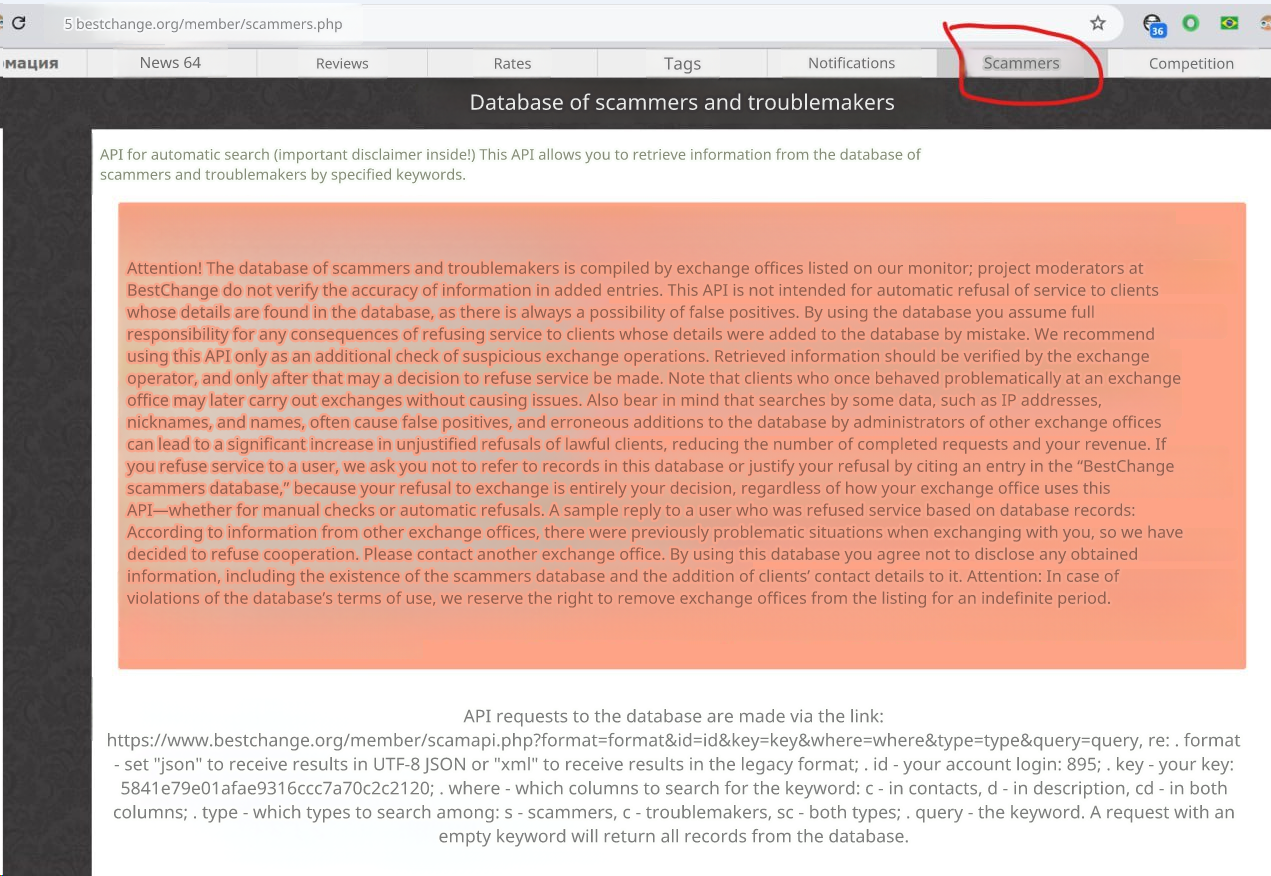 5 bestchange.org/member/scammers.php
36
мация
News 64
Reviews
Rates
Tags
Notifications
Scammers
Competition
Database of scammers and troublemakers
API for automatic search (important disclaimer inside!) This API allows you to retrieve information from the database of
scammers and troublemakers by specified keywords.
Attention! The database of scammers and troublemakers is compiled by exchange offices listed on our monitor; project moderators at
BestChange do not verify the accuracy of information in added entries. This API is not intended for automatic refusal of service to clients
whose details are found in the database, as there is always a possibility of false positives. By using the database you assume full
responsibility for any consequences of refusing service to clients whose details were added to the database by mistake. We recommend
using this API only as an additional check of suspicious exchange operations. Retrieved information should be verified by the exchange
operator, and only after that may a decision to refuse service be made. Note that clients who once behaved problematically at an exchange
office may later carry out exchanges without causing issues. Also bear in mind that searches by some data, such as IP addresses,
nicknames, and names, often cause false positives, and erroneous additions to the database by administrators of other exchange offices
can lead to a significant increase in unjustified refusals of lawful clients, reducing the number of completed requests and your revenue. If
you refuse service to a user, we ask you not to refer to records in this database or justify your refusal by citing an entry in the “BestChange
scammers database,” because your refusal to exchange is entirely your decision, regardless of how your exchange office uses this
API—whether for manual checks or automatic refusals. A sample reply to a user who was refused service based on database records:
According to information from other exchange offices, there were previously problematic situations when exchanging with you, so we have
decided to refuse cooperation. Please contact another exchange office. By using this database you agree not to disclose any obtained
information, including the existence of the scammers database and the addition of clients’ contact details to it. Attention: In case of
violations of the database’s terms of use, we reserve the right to remove exchange offices from the listing for an indefinite period.
API requests to the database are made via the link:
https://www.bestchange.org/member/scamapi.php?format=format&id=id&key=key&where=where&type=type&query=query, re: . format
- set "json" to receive results in UTF-8 JSON or "xml" to receive results in the legacy format; . id - your account login: 895; . key - your key:
5841e79e01afae9316ccc7a70c2c2120; . where - which columns to search for the keyword: c - in contacts, d - in description, cd - in both
columns; . type - which types to search among: s - scammers, c - troublemakers, sc - both types; . query - the keyword. A request with an
empty keyword will return all records from the database.